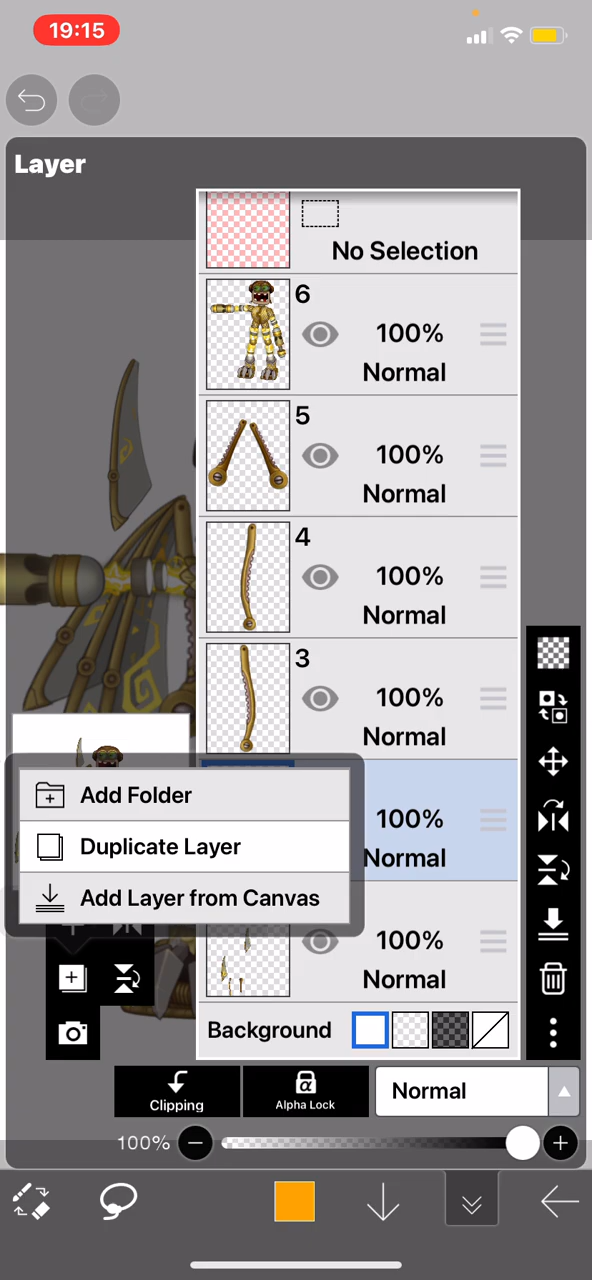 19:15
Layer
No Selection
6
100%
Normal
5
100%
Normal
4
100%
Normal
3
100%
Normal
100%
Normal
Add Folder
Duplicate Layer
Add Layer from Canvas
100%
Normal
Background
Clipping
α
Alpha Lock
Normal
100%